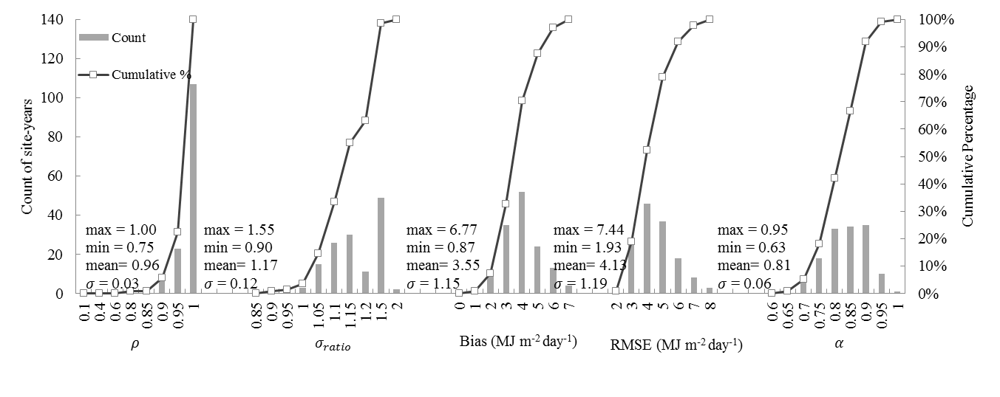 140
120
100
80
60
40
20
0
Count of site-years
Count
Cumulative %
100%
90%
80%
70%
60%
50%
40%
30%
20%
10%
0%
Cumulative Percentage
max = 1.00
min = 0.75
mean= 0.96
σ = 0.03
max = 1.55
min = 0.90
mean= 1.17
σ = 0.12
max = 6.77
min = 0.87
mean= 3.55
σ = 1.15
max = 7.44
min = 1.93
mean= 4.13
σ = 1.19
max = 0.95
min = 0.63
mean= 0.81
σ = 0.06
0.1 0.4 0.6 0.8 0.85 0.9 0.95 1
0.85 0.9 0.95 1 1.05 1.1 1.15 1.2 1.5 2
0 1 2 3 4 5 6 7
2 3 4 5 6 7 8
0.6 0.65 0.7 0.75 0.8 0.85 0.9 0.95 1
ρ
σratio
Bias (MJ m-2 day-1)
RMSE (MJ m-2 day-1)
α